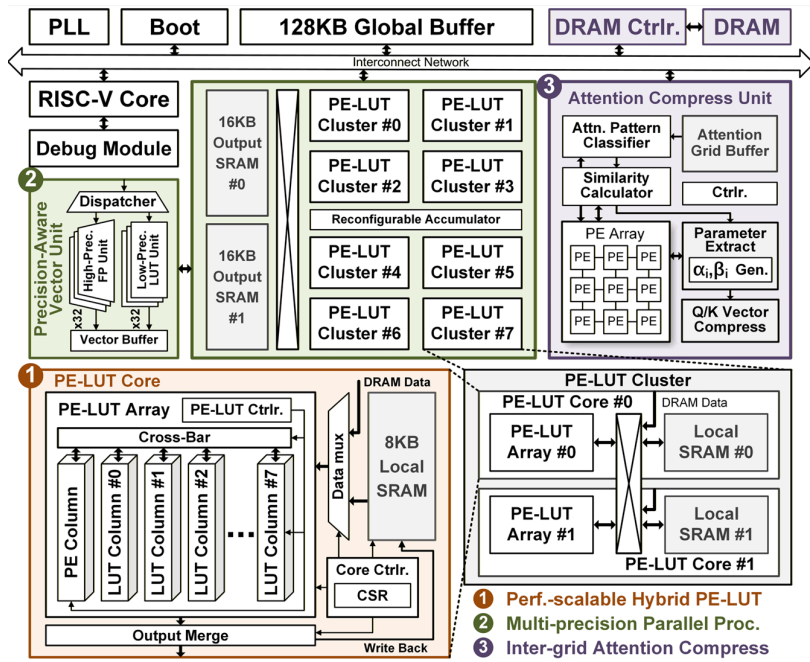 PLL
Boot
128KB Global Buffer
DRAM Ctrlr.
DRAM
Interconnect Network
RISC-V Core
Debug Module
2
Precision-Aware
Vector Unit
Dispatcher
High-Prec.
FP Unit
x32
Low-Prec.
LUT Unit
x32
Vector Buffer
16KB
Output
SRAM
#0
16KB
Output
SRAM
#1
PE-LUT
Cluster #0
PE-LUT
Cluster #1
PE-LUT
Cluster #2
PE-LUT
Cluster #3
Reconfigurable Accumulator
PE-LUT
Cluster #4
PE-LUT
Cluster #5
PE-LUT
Cluster #6
PE-LUT
Cluster #7
3
Attention Compress Unit
Attn. Pattern
Classifier
Attention
Grid Buffer
Similarity
Calculator
Ctrlr.
PE Array
PE PE PE
PE PE PE
PE PE PE
Parameter
Extract
αi,βi Gen.
Q/K Vector
Compress
1
PE-LUT Core
PE-LUT Array
PE-LUT Ctrlr.
Cross-Bar
PE Column
LUT Column #0
LUT Column #1
LUT Column #2
...
LUT Column #7
DRAM Data
Data mux
8KB
Local
SRAM
Core Ctrlr.
CSR
Output Merge
Write Back
PE-LUT Cluster
PE-LUT Core #0
DRAM Data
PE-LUT
Array #0
Local
SRAM #0
PE-LUT
Array #1
Local
SRAM #1
PE-LUT Core #1
1 Perf.-scalable Hybrid PE-LUT
2 Multi-precision Parallel Proc.
3 Inter-grid Attention Compress